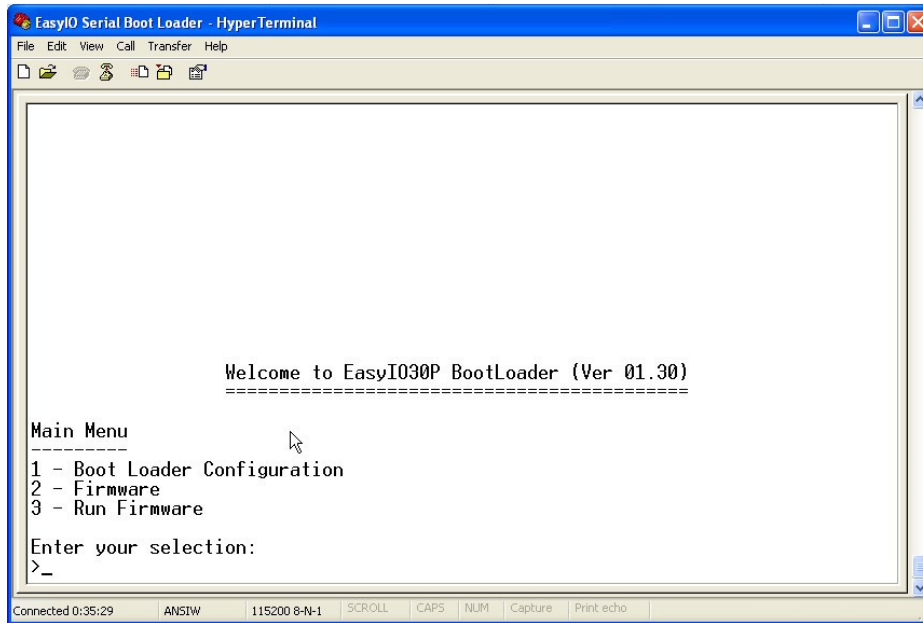 EasyIO Serial Boot Loader - HyperTerminal
File Edit View Call Transfer Help
Welcome to EasyIO30P BootLoader (Ver 01.30)
===========================================
Main Menu
---------
1 - Boot Loader Configuration
2 - Firmware
3 - Run Firmware
Enter your selection:
>_
Connected 0:35:29 ANSIW 115200 8-N-1 SCROLL CAPS NUM Capture Print echo